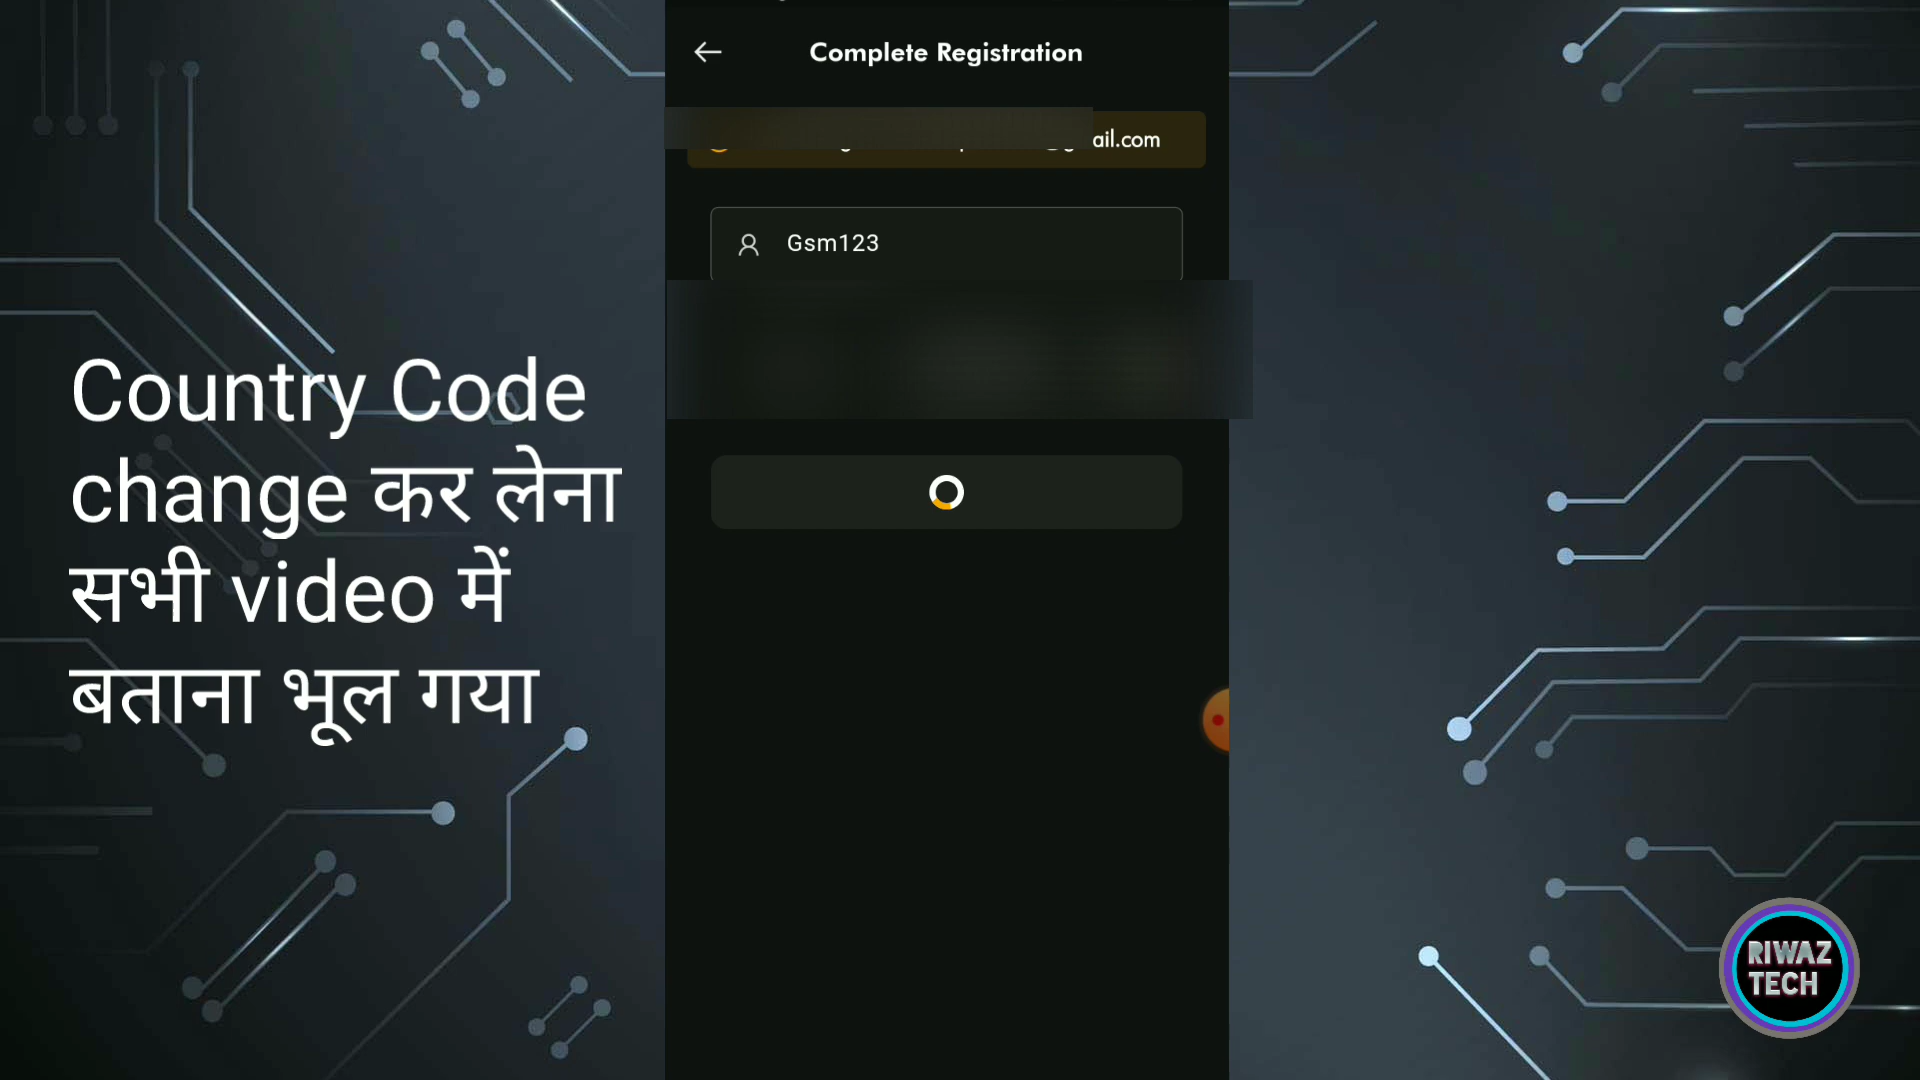 Complete Registration
ail.com
Gsm123
Country Code
change कर लेना
सभी video में
बताना भूल गया
RIWAZ
TECH